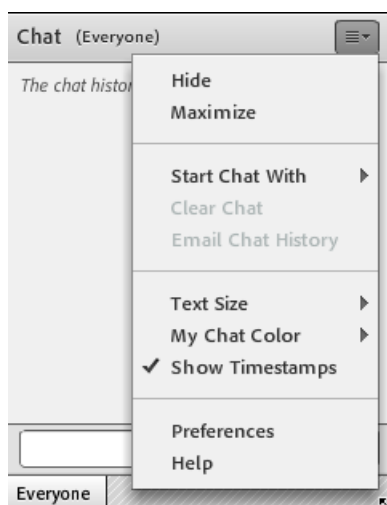 Chat (Everyone)
The chat histor
Hide
Maximize
Start Chat With
Clear Chat
Email Chat History
Text Size
My Chat Color
Show Timestamps
Preferences
Help
Everyone